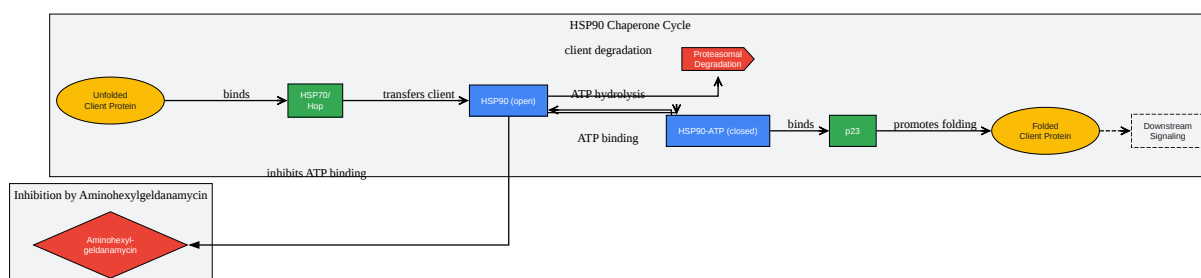 HSP90 Chaperone Cycle
client degradation
Proteasomal
Degradation
Unfolded
Client Protein
binds
HSP70/
Hop
transfers client
HSP90 (open)
ATP hydrolysis
ATP binding
HSP90-ATP (closed)
binds
p23
promotes folding
Folded
Client Protein
Downstream
Signaling
inhibits ATP binding
Inhibition by Aminohexylgeldanamycin
Aminohexyl-
geldanamycin